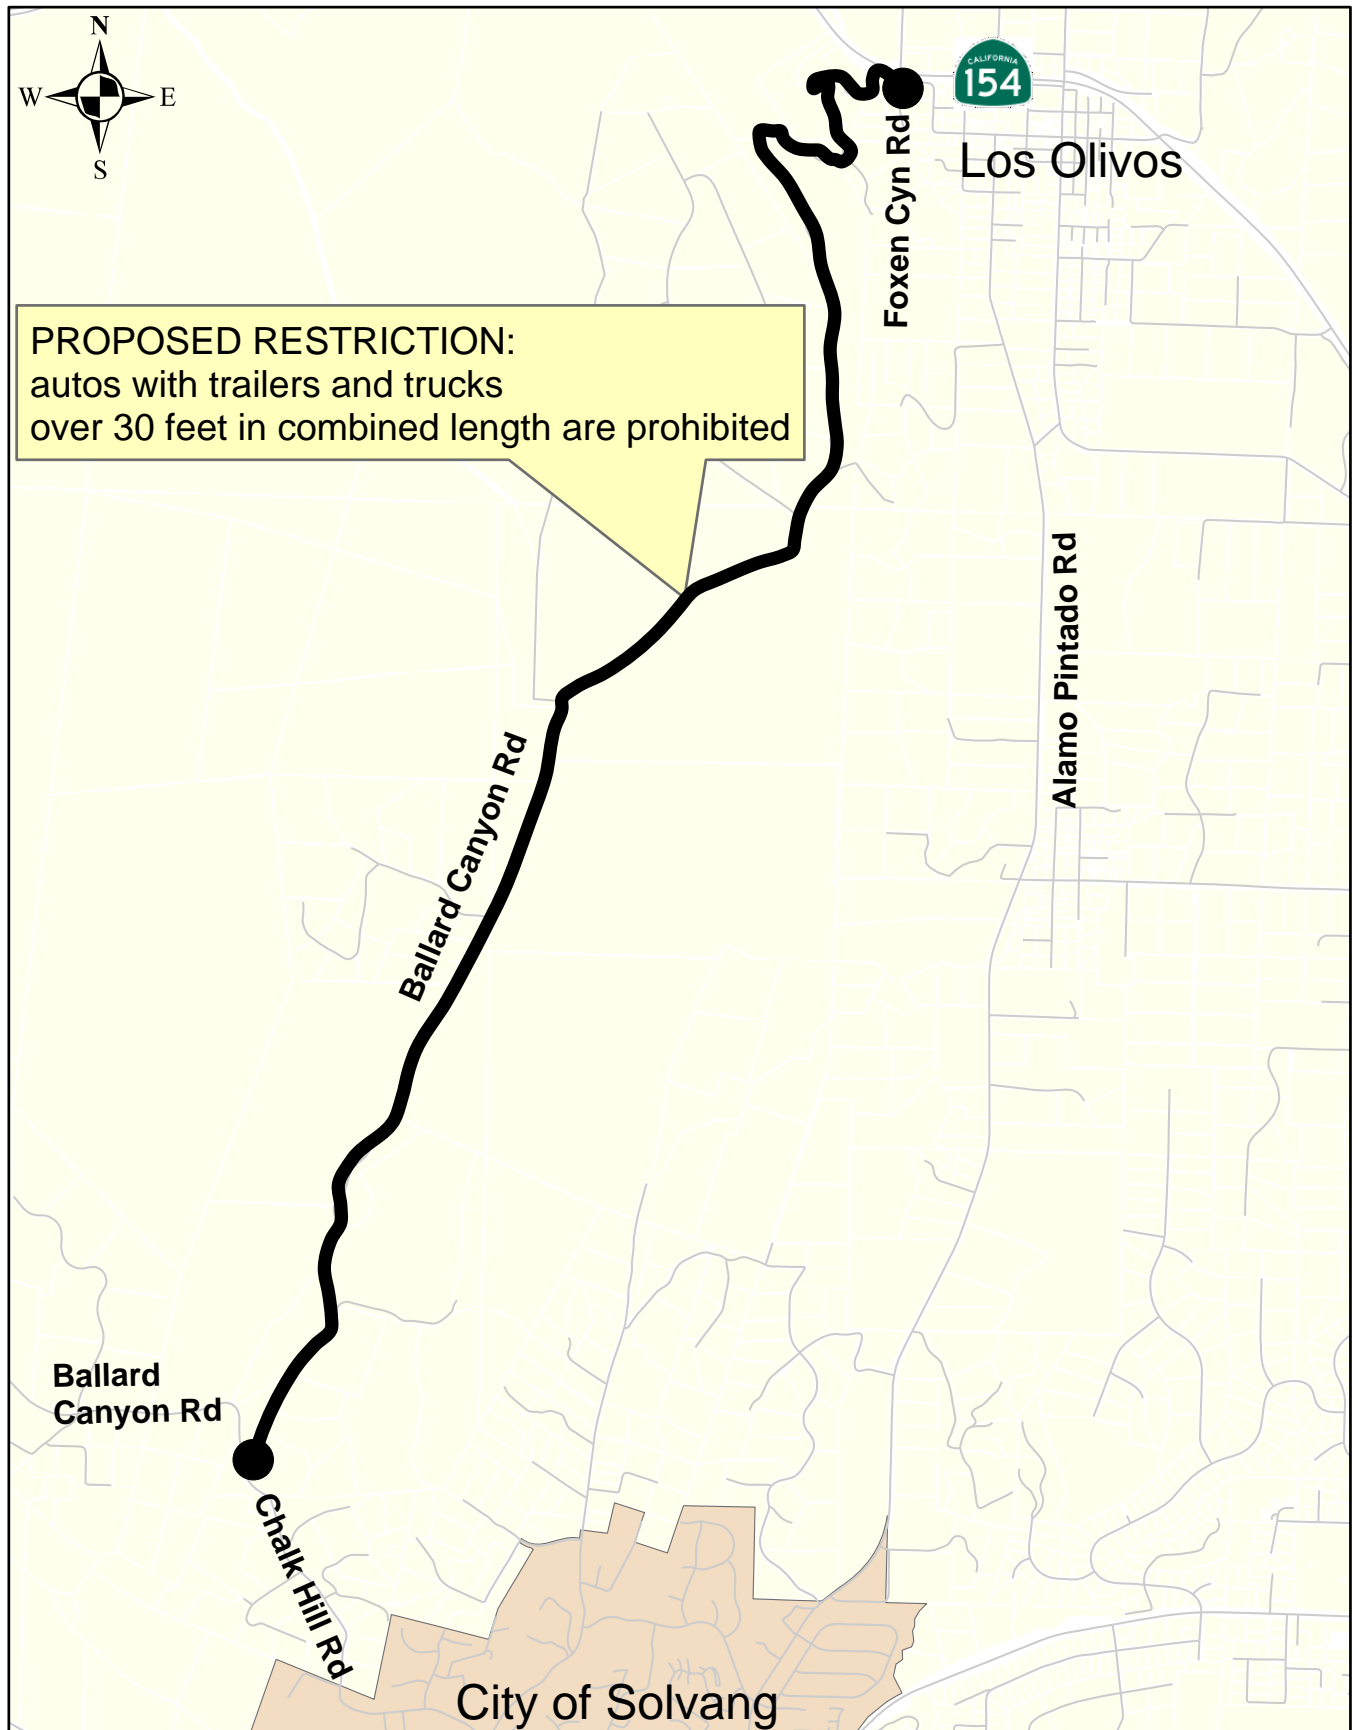 N
W
E
S
CALIFORNIA
154
Los Olivos
Foxen Cyn Rd
PROPOSED RESTRICTION:
autos with trailers and trucks
over 30 feet in combined length are prohibited
Alamo Pintado Rd
Ballard Canyon Rd
Ballard
Canyon Rd
Chalk Hill Rd
City of Solvang